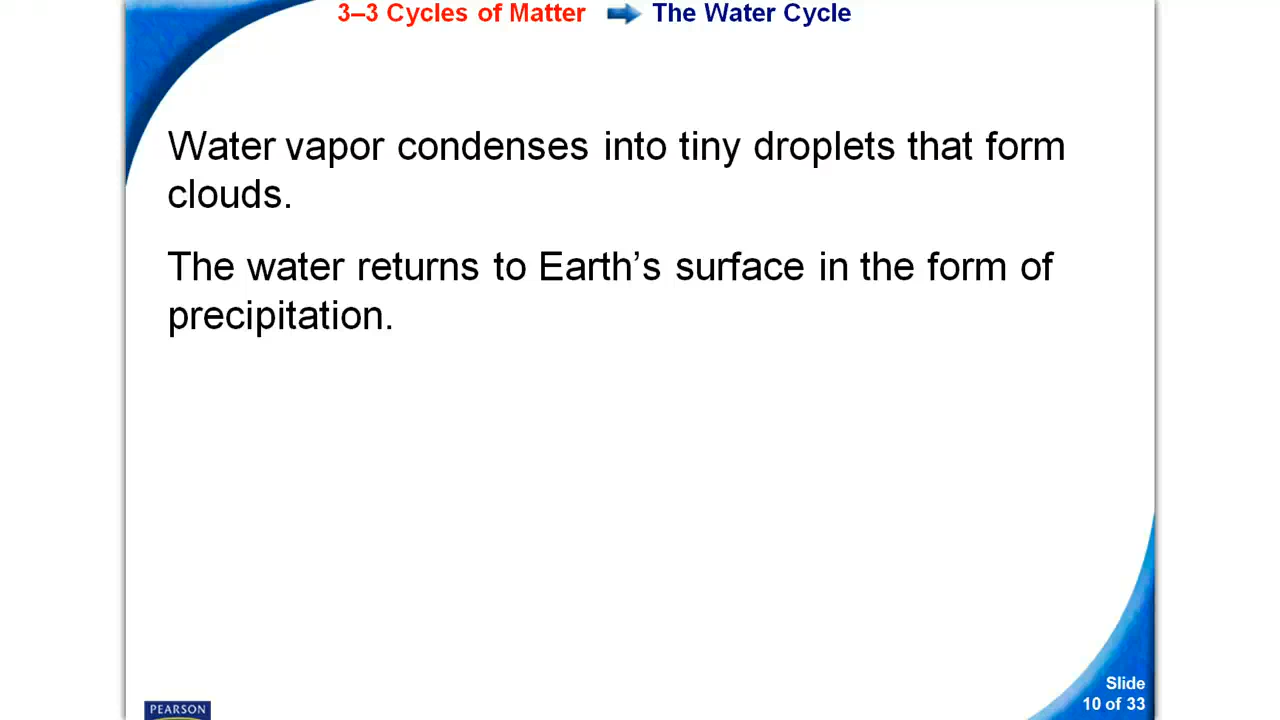 3–3 Cycles of Matter The Water Cycle
Water vapor condenses into tiny droplets that form
clouds.
The water returns to Earth’s surface in the form of
precipitation.
Slide
10 of 33
PEARSON